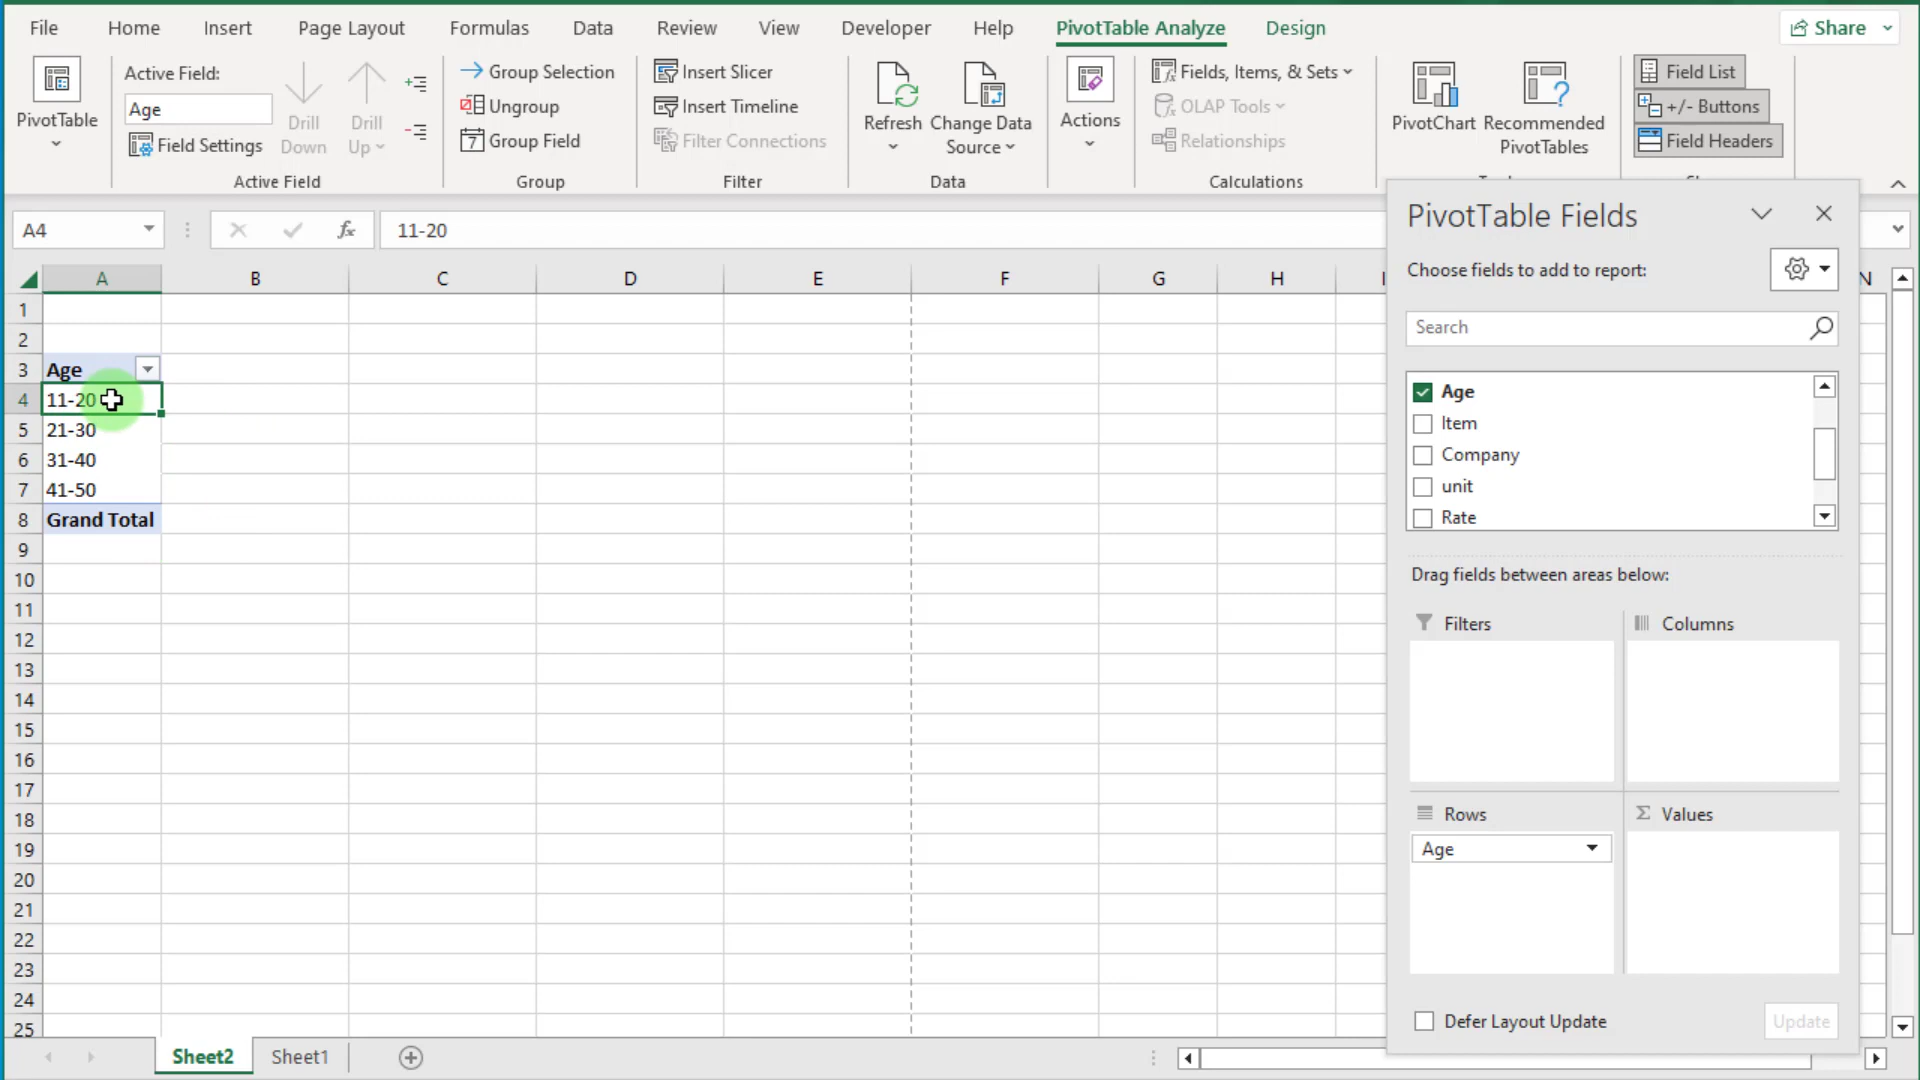 File Home Insert Page Layout Formulas Data Review View Developer Help PivotTable Analyze Design Share
PivotTable
Active Field:
Age
Field Settings
Drill Down
Drill Up
Active Field
Group Selection
Ungroup
7 Group Field
Group
Insert Slicer
Insert Timeline
Filter Connections
Filter
Refresh
Change Data Source
Data
Actions
Fields, Items, & Sets
OLAP Tools
Relationships
Calculations
PivotChart
Recommended PivotTables
Field List
+/- Buttons
Field Headers
A4 fx 11-20
A B C D E F G H N
1
2
3 Age
4 11-20
5 21-30
6 31-40
7 41-50
8 Grand Total
9
10
11
12
13
14
15
16
17
18
19
20
21
22
23
24
25
Sheet2 Sheet1
PivotTable Fields
Choose fields to add to report:
Search
Age
Item
Company
unit
Rate
Drag fields between areas below:
Filters
Columns
Rows
Σ Values
Age
Defer Layout Update
Update